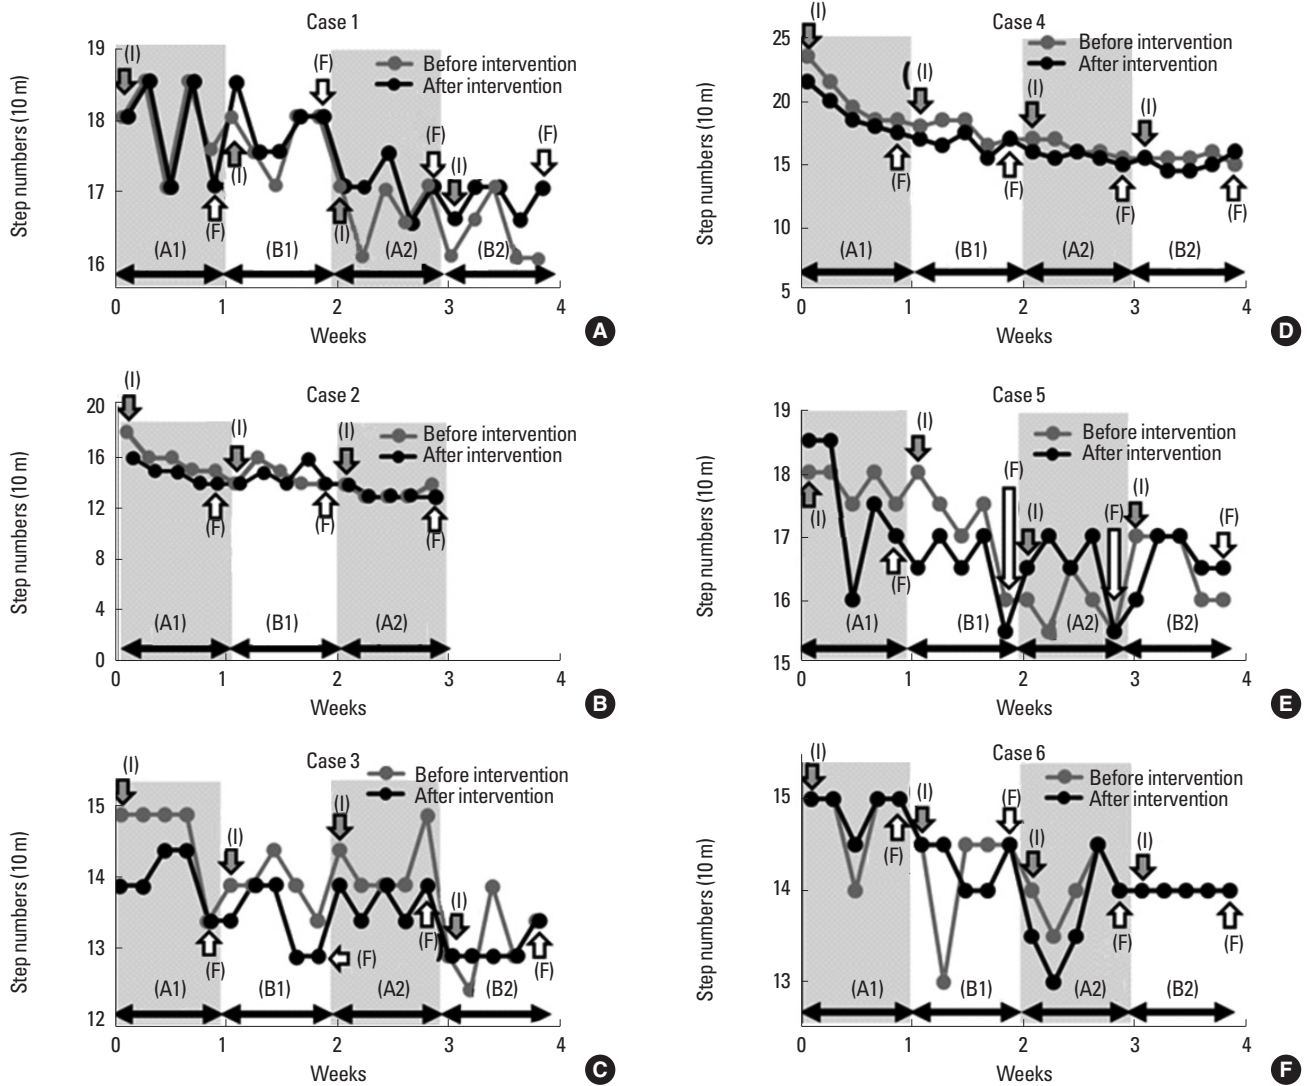 Case 1
Step numbers (10 m)
19
18
17
16
(I)
(F)
(I)
(F)
(I)
(F)
(I)
(F)
Before intervention
After intervention
(A1)
(B1)
(A2)
(B2)
0
1
2
3
4
Weeks
A
Case 2
Step numbers (10 m)
20
16
12
8
4
0
(I)
(F)
(I)
(F)
(I)
(F)
Before intervention
After intervention
(A1)
(B1)
(A2)
0
1
2
3
4
Weeks
B
Case 3
Step numbers (10 m)
15
14
13
12
(I)
(F)
(I)
(F)
(I)
(F)
(I)
(F)
Before intervention
After intervention
(A1)
(B1)
(A2)
(B2)
0
1
2
3
4
Weeks
C
Case 4
Step numbers (10 m)
25
20
15
10
5
(I)
(F)
(I)
(F)
(I)
(F)
(I)
(F)
Before intervention
After intervention
(A1)
(B1)
(A2)
(B2)
0
1
2
3
4
Weeks
D
Case 5
Step numbers (10 m)
19
18
17
16
15
(I)
(F)
(I)
(F)
(I)
(F)
(I)
(F)
Before intervention
After intervention
(A1)
(B1)
(A2)
(B2)
0
1
2
3
4
Weeks
E
Case 6
Step numbers (10 m)
15
14
13
(I)
(F)
(I)
(F)
(I)
(F)
(I)
(F)
Before intervention
After intervention
(A1)
(B1)
(A2)
(B2)
0
1
2
3
4
Weeks
F